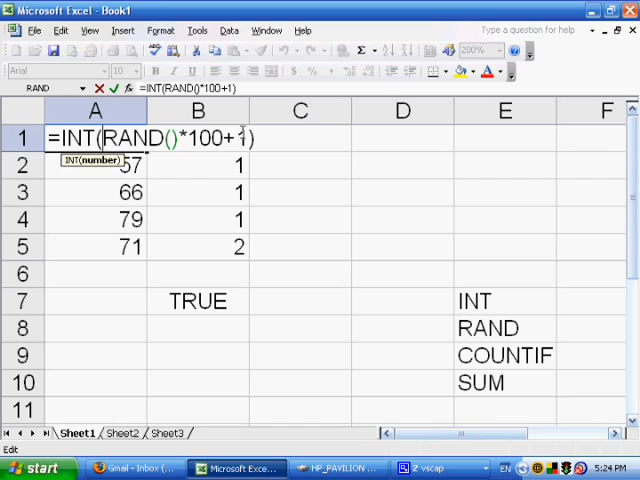 Microsoft Excel - Book1
File Edit View Insert Format Tools Data Window Help
Type a question for help
200%
Arial 10 B I U
RAND =INT(RAND()*100+1)
A B C D E F
1 =INT(RAND()*100+1)
INT(number)
2 57 1
3 66 1
4 79 1
5 71 2
6
7 TRUE INT
8 RAND
9 COUNTIF
10 SUM
11
Sheet1 Sheet2 Sheet3
Edit
start Gmail - Inbox (... Microsoft Exce... HP_PAVILION ... 2 vscap EN 5:24 PM